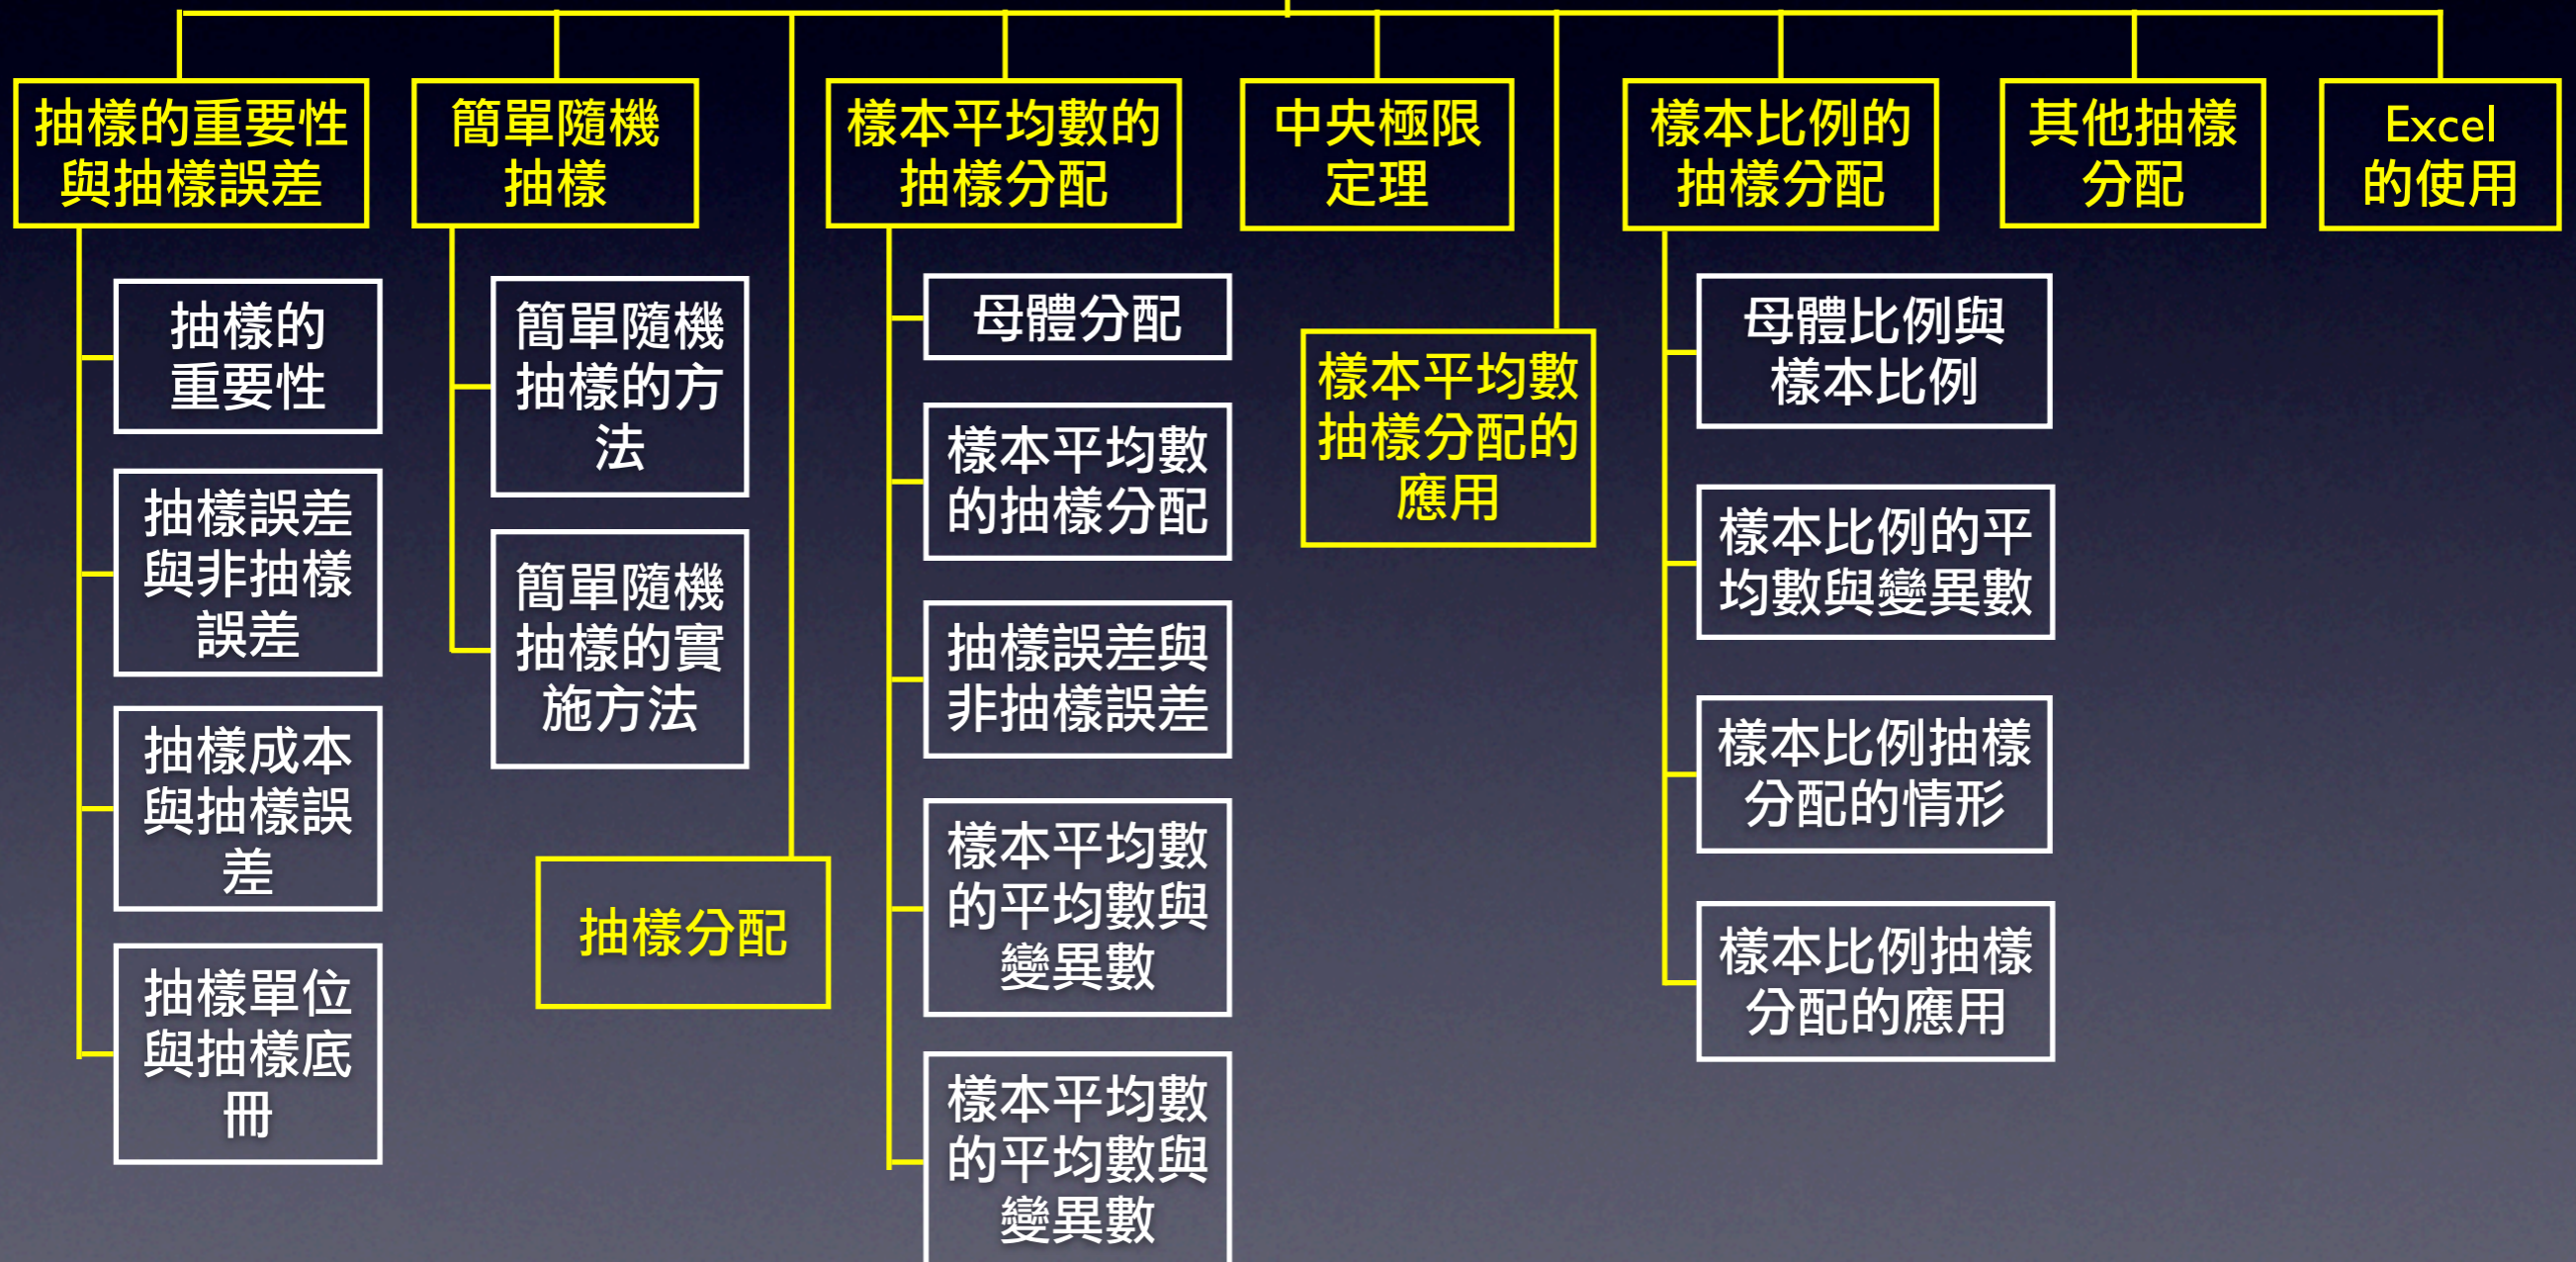 抽樣的重要性
與抽樣誤差
抽樣的
重要性
抽樣誤差
與非抽樣
誤差
抽樣成本
與抽樣誤
差
抽樣單位
與抽樣底
冊
簡單隨機
抽樣
簡單隨機
抽樣的方
法
簡單隨機
抽樣的實
施方法
抽樣分配
樣本平均數的
抽樣分配
母體分配
樣本平均數
的抽樣分配
抽樣誤差與
非抽樣誤差
樣本平均數
的平均數與
變異數
樣本平均數
的平均數與
變異數
中央極限
定理
樣本平均數
抽樣分配的
應用
樣本比例的
抽樣分配
母體比例與
樣本比例
樣本比例的平
均數與變異數
樣本比例抽樣
分配的情形
樣本比例抽樣
分配的應用
其他抽樣
分配
Excel
的使用